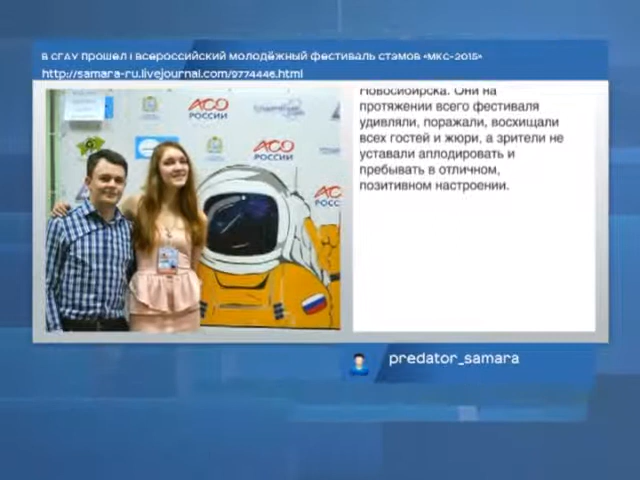 В СГАУ прошел I Всероссийский молодёжный фестиваль стэмов «МКС-2015»
http://samara-ru.livejournal.com/9774446.html
АСО
РОССИИ
АСО
РОССИИ
АСО
Новосибирска. Они на
протяжении всего фестиваля
удивляли, поражали, восхищали
всех гостей и жюри, а зрители не
уставали аплодировать и
пребывать в отличном,
позитивном настроении.
predator_samara